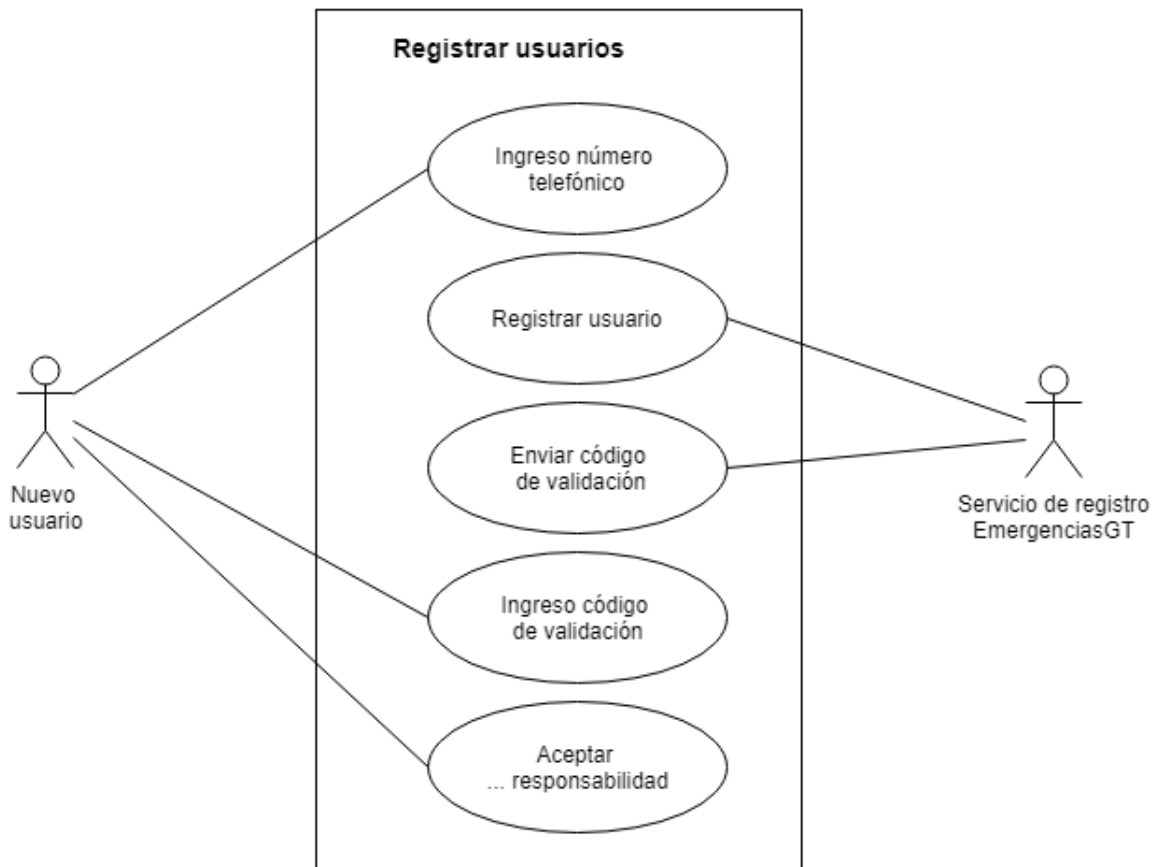 Registrar usuarios
Ingreso número
telefónico
Registrar usuario
Enviar código
de validación
Nuevo
usuario
Servicio de registro
EmergenciasGT
Ingreso código
de validación
Aceptar
... responsabilidad